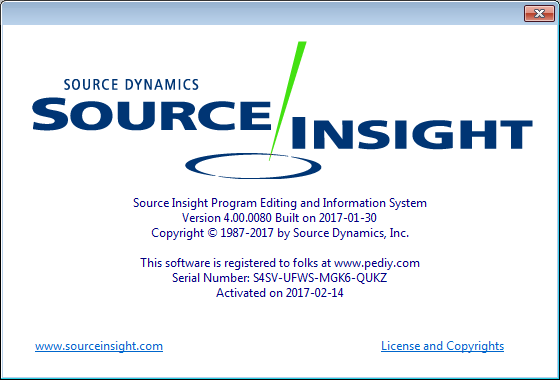 SOURCE DYNAMICS
SOURCE INSIGHT
Source Insight Program Editing and Information System
Version 4.00.0080 Built on 2017-01-30
Copyright © 1987-2017 by Source Dynamics, Inc.
This software is registered to folks at www.pediy.com
Serial Number: S4SV-UFWS-MGK6-QUKZ
Activated on 2017-02-14
www.sourceinsight.com
License and Copyrights